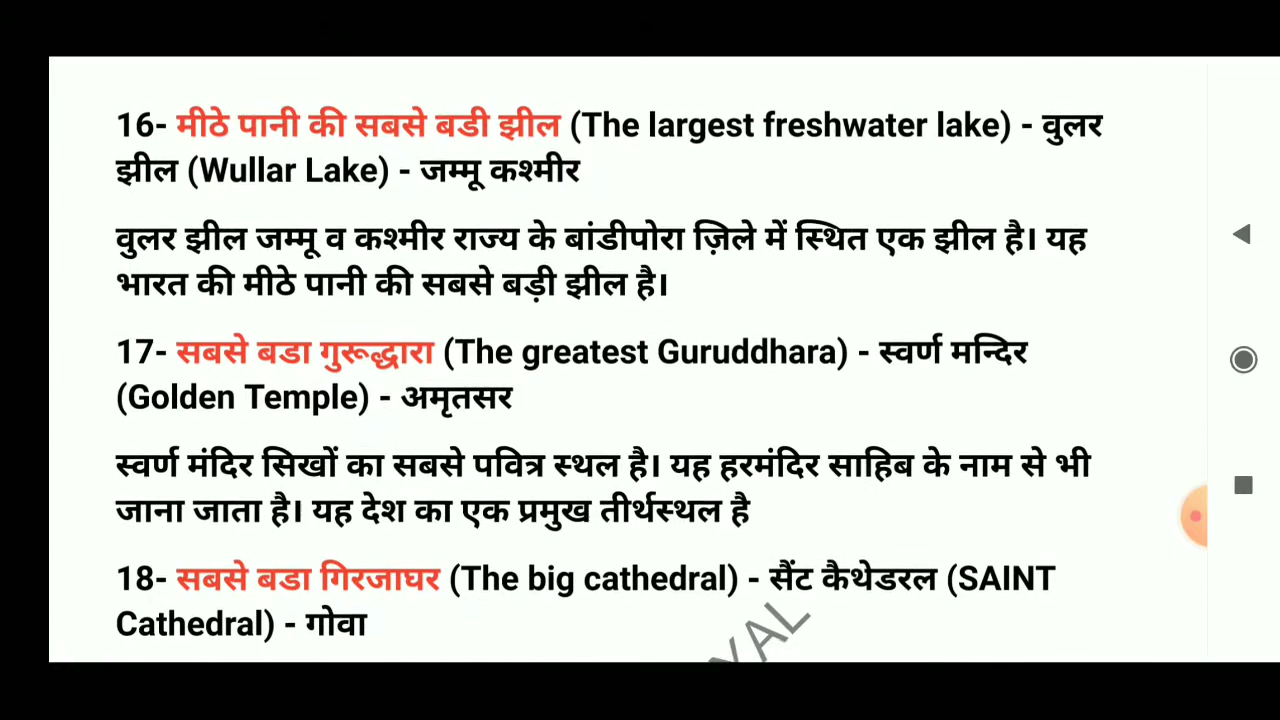 16- मीठे पानी की सबसे बडी झील (The largest freshwater lake) - वुलर
झील (Wullar Lake) - जम्मू कश्मीर
वुलर झील जम्मू व कश्मीर राज्य के बांडीपोरा ज़िले में स्थित एक झील है। यह
भारत की मीठे पानी की सबसे बड़ी झील है।
17- सबसे बडा गुरूद्धारा (The greatest Guruddhara) - स्वर्ण मन्दिर
(Golden Temple) - अमृतसर
स्वर्ण मंदिर सिखों का सबसे पवित्र स्थल है। यह हरमंदिर साहिब के नाम से भी
जाना जाता है। यह देश का एक प्रमुख तीर्थस्थल है
18- सबसे बडा गिरजाघर (The big cathedral) - सैंट कैथेडरल (SAINT
Cathedral) - गोवा